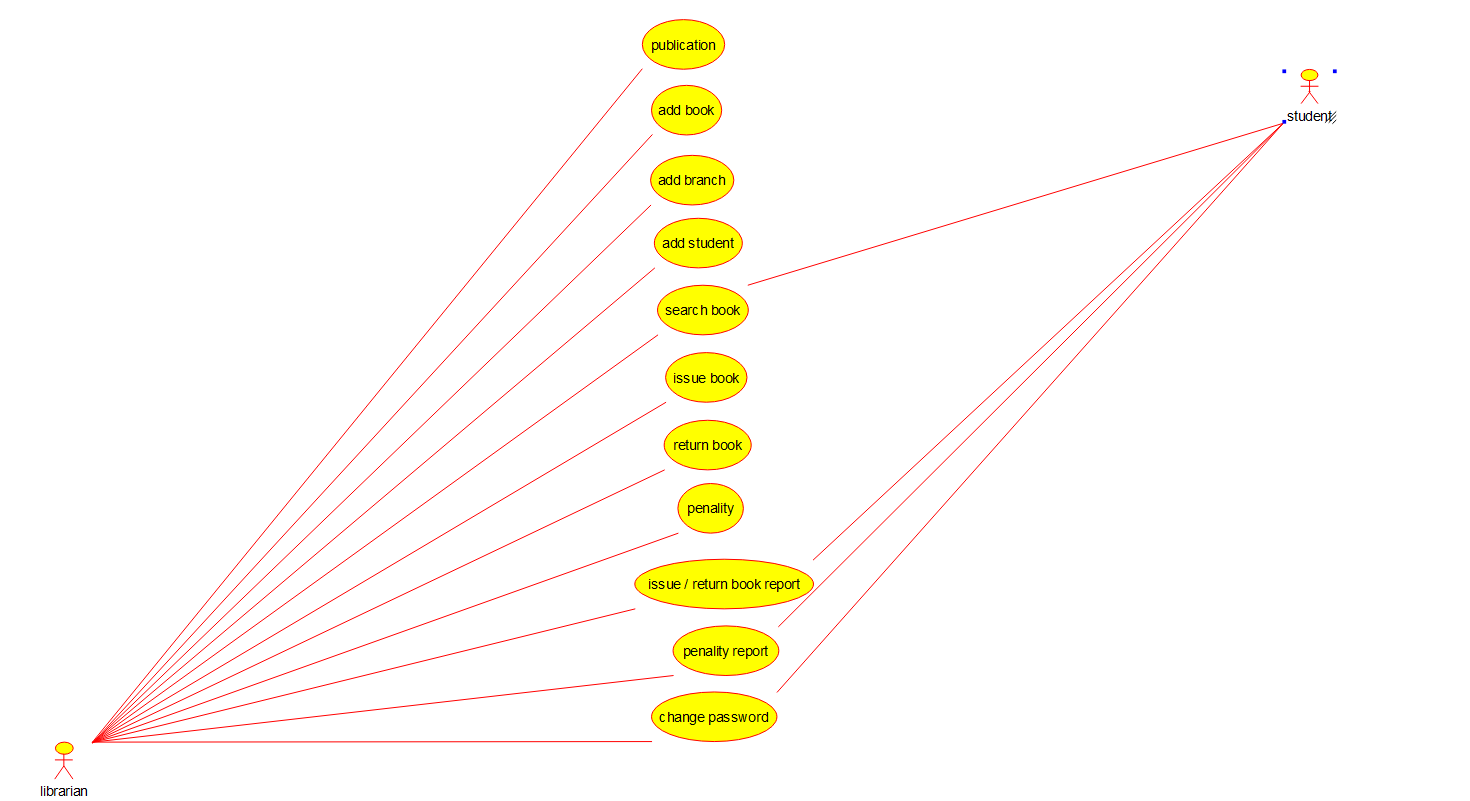 publication
add book
student
add branch
add student
search book
issue book
return book
penality
issue / return book report
penality report
change password
librarian